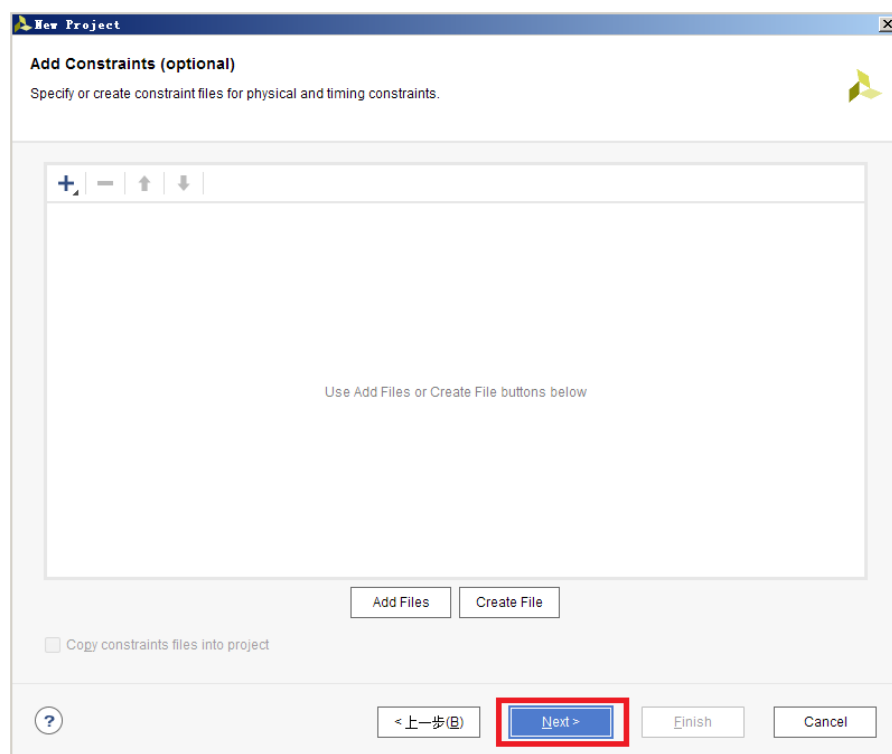 New Project
Add Constraints (optional)
Specify or create constraint files for physical and timing constraints.
Use Add Files or Create File buttons below
Add Files
Create File
Copy constraints files into project
?
<上一步(B)
Next >
Finish
Cancel